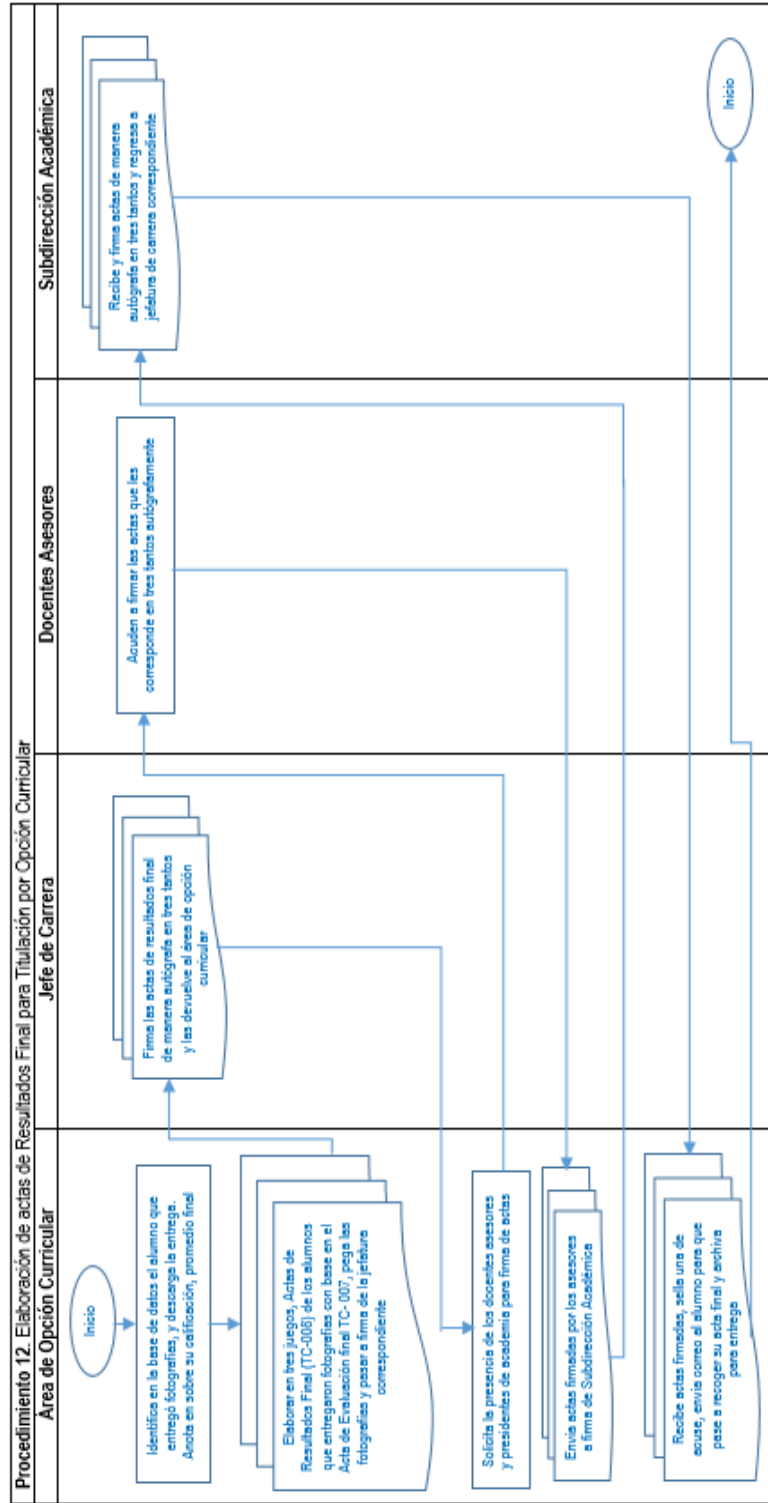 Procedimiento 12. Elaboración de actas de Resultados Final para Titulación por Opción Curricular
Área de Opción Curricular
Jefe de Carrera
Docentes Asesores
Subdirección Académica
Inicio
Identifica en la base de datos el alumno que
entregó fotografías, y descarga la entrega.
Anota en sobre su calificación, promedio final
Elaborar en tres juegos, Actas de
Resultados Final (TC-008) de los alumnos
que entregaron fotografías con base en el
Acta de Evaluación final TC- 007, pega las
fotografías y pasar a firma de la jefatura
correspondiente
Firma las actas de resultados final
de manera autógrafa en tres tantos
y las devuelve al área de opción
curricular
Solicita la presencia de los docentes asesores
y presidentes de academia para firma de actas
Acuden a firmar las actas que les
corresponde en tres tantos autógrafamente
Envía actas firmadas por los asesores
a firma de Subdirección Académica
Recibe y firma actas de manera
autógrafa en tres tantos y regresa a
jefatura de carrera correspondiente
Recibe actas firmadas, sella una de
acuse, envía correo al alumno para que
pase a recoger su acta final y archiva
para entrega
Inicio